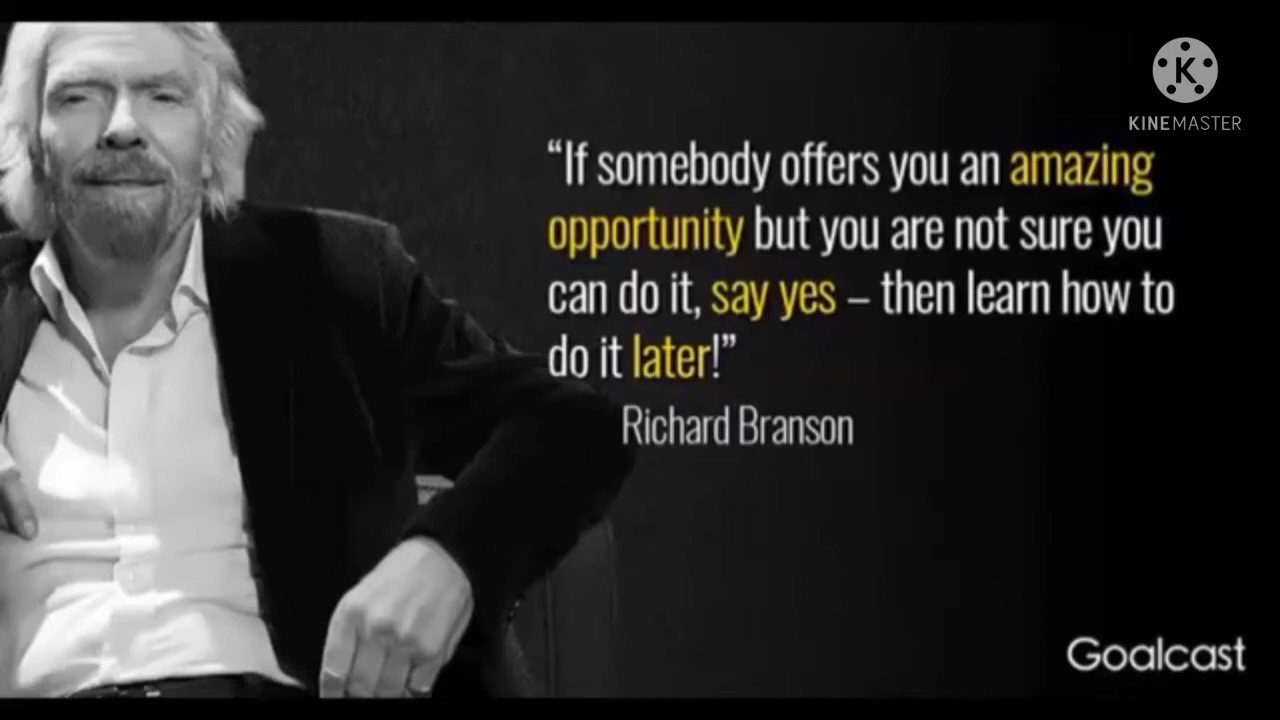 K
KINEMASTER
“If somebody offers you an amazing
opportunity but you are not sure you
can do it, say yes – then learn how to
do it later!”
Richard Branson
Goalcast